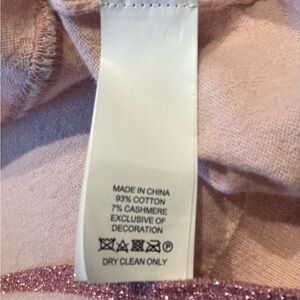 MADE IN CHINA
93% COTTON
7% CASHMERE
EXCLUSIVE OF
DECORATION
P
DRY CLEAN ONLY